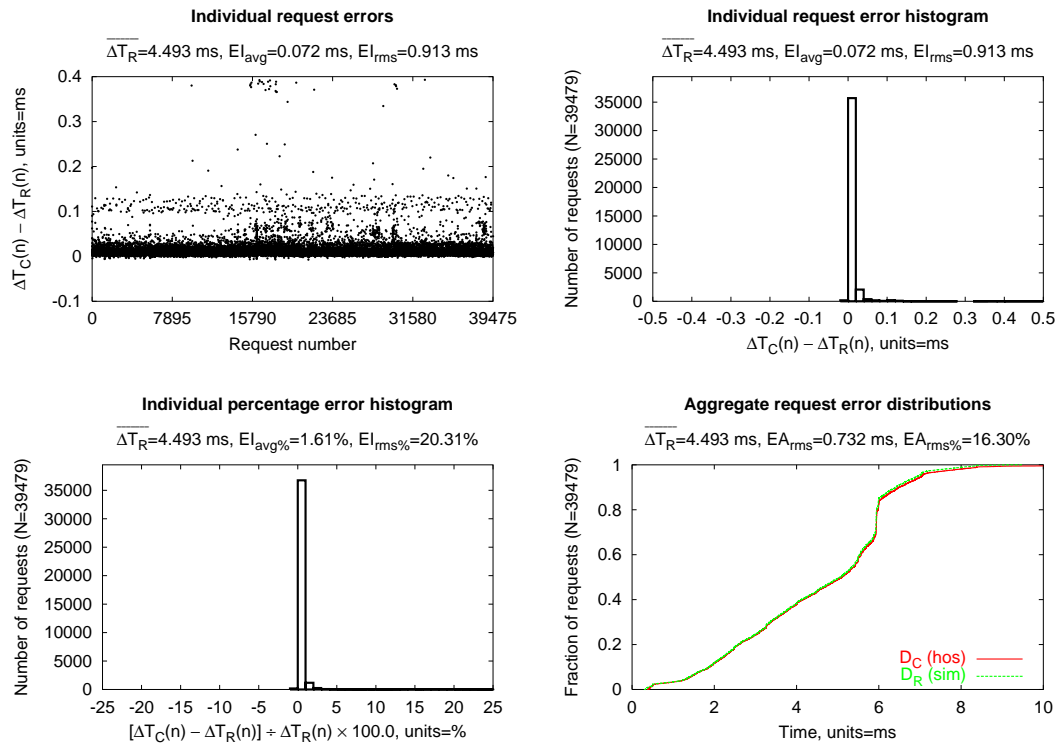 Individual request errors
ΔT_R=4.493 ms, EI_avg=0.072 ms, EI_rms=0.913 ms
ΔT_C(n) − ΔT_R(n), units=ms
0.4
0.3
0.2
0.1
0
-0.1
0 7895 15790 23685 31580 39475
Request number
Individual request error histogram
ΔT_R=4.493 ms, EI_avg=0.072 ms, EI_rms=0.913 ms
Number of requests (N=39479)
35000
30000
25000
20000
15000
10000
5000
0
-0.5 -0.4 -0.3 -0.2 -0.1 0 0.1 0.2 0.3 0.4 0.5
ΔT_C(n) − ΔT_R(n), units=ms
Individual percentage error histogram
ΔT_R=4.493 ms, EI_avg%=1.61%, EI_rms%=20.31%
Number of requests (N=39479)
35000
30000
25000
20000
15000
10000
5000
0
-25 -20 -15 -10 -5 0 5 10 15 20 25
[ΔT_C(n) − ΔT_R(n)] ÷ ΔT_R(n) × 100.0, units=%
Aggregate request error distributions
ΔT_R=4.493 ms, EA_rms=0.732 ms, EA_rms%=16.30%
Fraction of requests (N=39479)
1
0.8
0.6
0.4
0.2
0
D_C (hos)
D_R (sim)
0 2 4 6 8 10
Time, units=ms